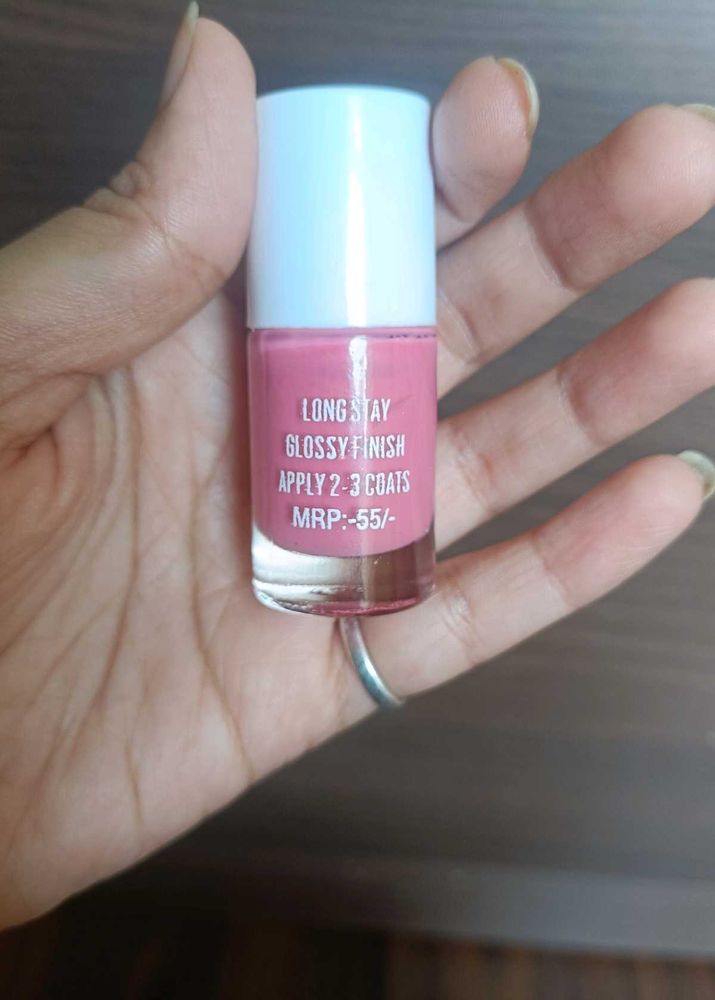 LONG STAY
GLOSSY FINISH
APPLY 2-3 COATS
MRP:-55/-